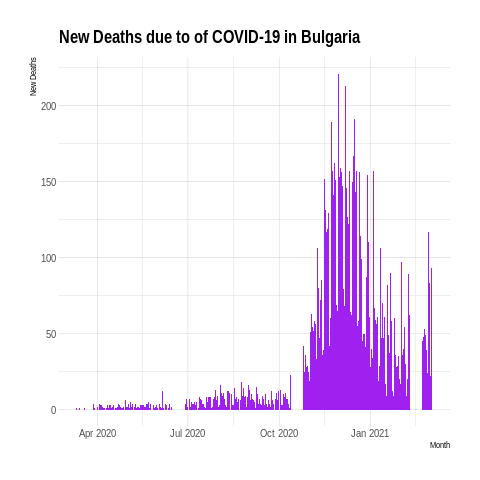 New Deaths due to of COVID-19 in Bulgaria
New Deaths
200
150
100
50
0
Apr 2020
Jul 2020
Oct 2020
Jan 2021
Month